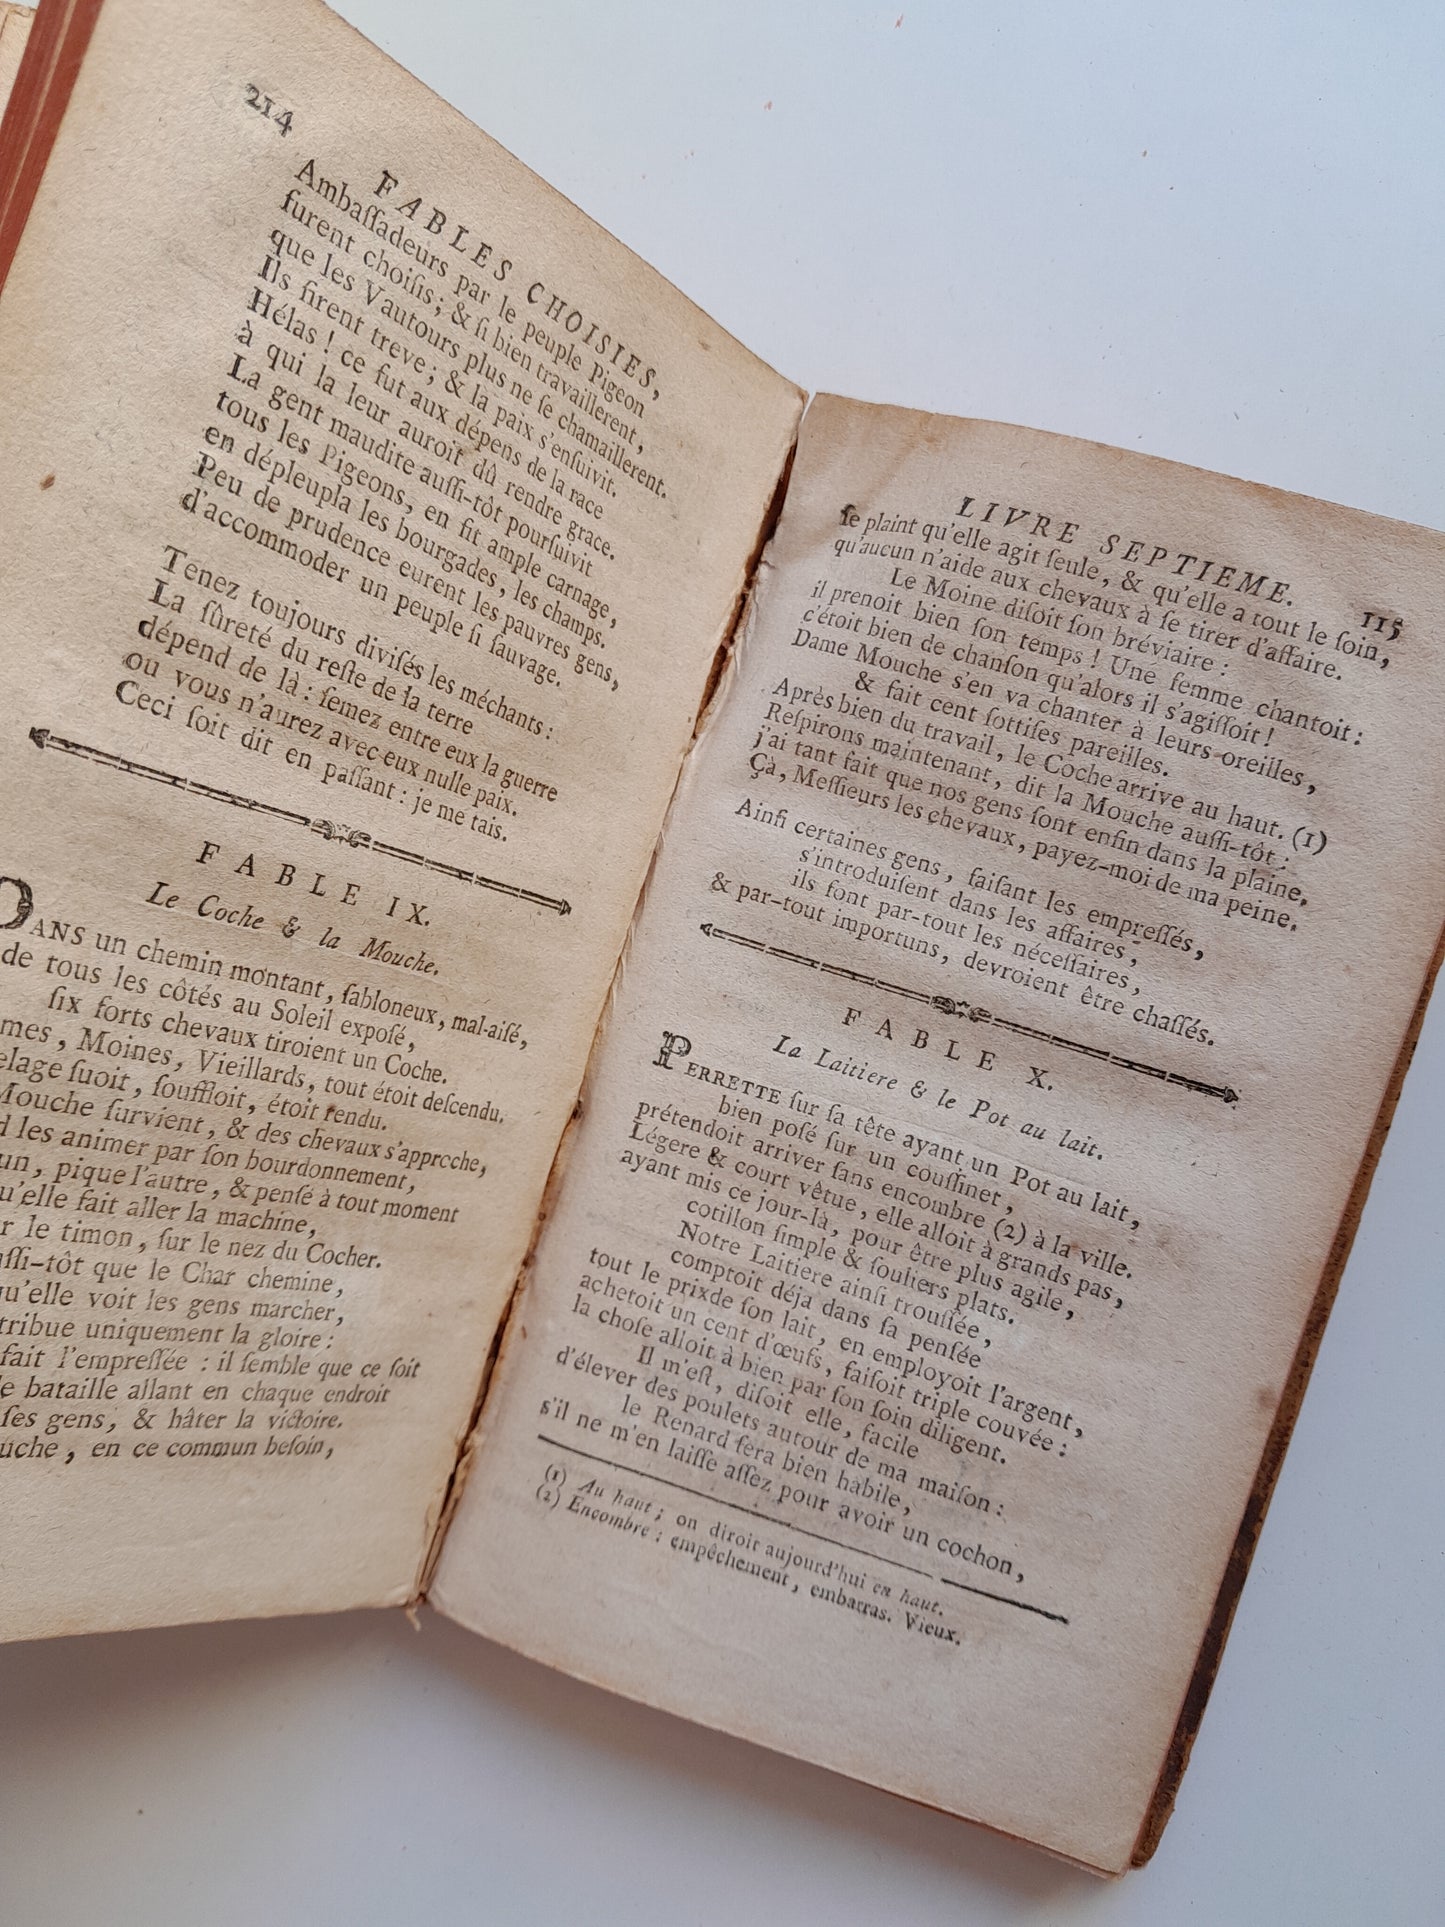 214
FABLES CHOISIES,
Ambaſſadeurs par le peuple Pigeon
furent choiſis; & ſi bien travaillerent,
que les Vautours plus ne ſe chamaillerent.
Ils firent treve; & la paix s'enſuivit.
Hélas ! ce fut aux dépens de la race
à qui la leur auroit dû rendre grace.
La gent maudite auſſi-tôt pourſuivit
tous les Pigeons, en fit ample carnage,
en dépleupla les bourgades, les champs.
Peu de prudence eurent les pauvres gens,
d'accommoder un peuple ſi ſauvage.
Tenez toujours diviſés les méchants:
La ſûreté du reſte de la terre
dépend de là : ſemez entre eux la guerre
ou vous n'aurez avec eux nulle paix.
Ceci ſoit dit en paſſant : je me tais.
FABLE IX.
Le Coche & la Mouche.
DANS un chemin montant, ſabloneux, mal-aiſé,
de tous les côtés au Soleil expoſé,
ſix forts chevaux tiroient un Coche.
mes, Moines, Vieillards, tout étoit deſcendu.
elage ſuoit, ſouffloit, étoit rendu.
Mouche ſurvient, & des chevaux s'approche,
d les animer par ſon bourdonnement,
un, pique l'autre, & penſe à tout moment
u'elle fait aller la machine,
r le timon, ſur le nez du Cocher.
uſſi-tôt que le Char chemine,
u'elle voit les gens marcher,
tribue uniquement la gloire:
fait l'empreſſée : il ſemble que ce ſoit
e bataille allant en chaque endroit
ſes gens, & hâter la victoire.
uche, en ce commun beſoin,
LIVRE SEPTIEME. 115
ſe plaint qu'elle agit ſeule, & qu'elle a tout le ſoin,
qu'aucun n'aide aux chevaux à ſe tirer d'affaire.
Le Moine diſoit ſon bréviaire :
il prenoit bien ſon temps ! Une femme chantoit :
c'étoit bien de chanſon qu'alors il s'agiſſoit !
Dame Mouche s'en va chanter à leurs oreilles,
& fait cent ſottiſes pareilles.
Après bien du travail, le Coche arrive au haut. (1)
Reſpirons maintenant, dit la Mouche auſſi-tôt :
j'ai tant fait que nos gens ſont enfin dans la plaine.
Çà, Meſſieurs les chevaux, payez-moi de ma peine.
Ainſi certaines gens, faiſant les empreſſés,
s'introduiſent dans les affaires,
ils font par-tout les néceſſaires,
& par-tout importuns, devroient être chaſſés.
FABLE X.
La Laitiere & le Pot au lait.
PERRETTE ſur ſa tête ayant un Pot au lait,
bien poſé ſur un couſſinet,
prétendoit arriver ſans encombre (2) à la ville.
Légere & court vêtue, elle alloit à grands pas,
ayant mis ce jour-là, pour être plus agile,
cotillon ſimple & ſouliers plats.
Notre Laitiere ainſi trouſſée,
comptoit déja dans ſa penſée
tout le prix de ſon lait, en employoit l'argent,
achetoit un cent d'œufs, faiſoit triple couvée :
la choſe alloit à bien par ſon ſoin diligent.
Il m'eſt, diſoit elle, facile
d'élever des poulets autour de ma maiſon :
le Renard ſera bien habile,
s'il ne m'en laiſſe aſſez pour avoir un cochon,
(1) Au haut ; on diroit aujourd'hui en haut.
(2) Encombre : empêchement, embarras. Vieux.